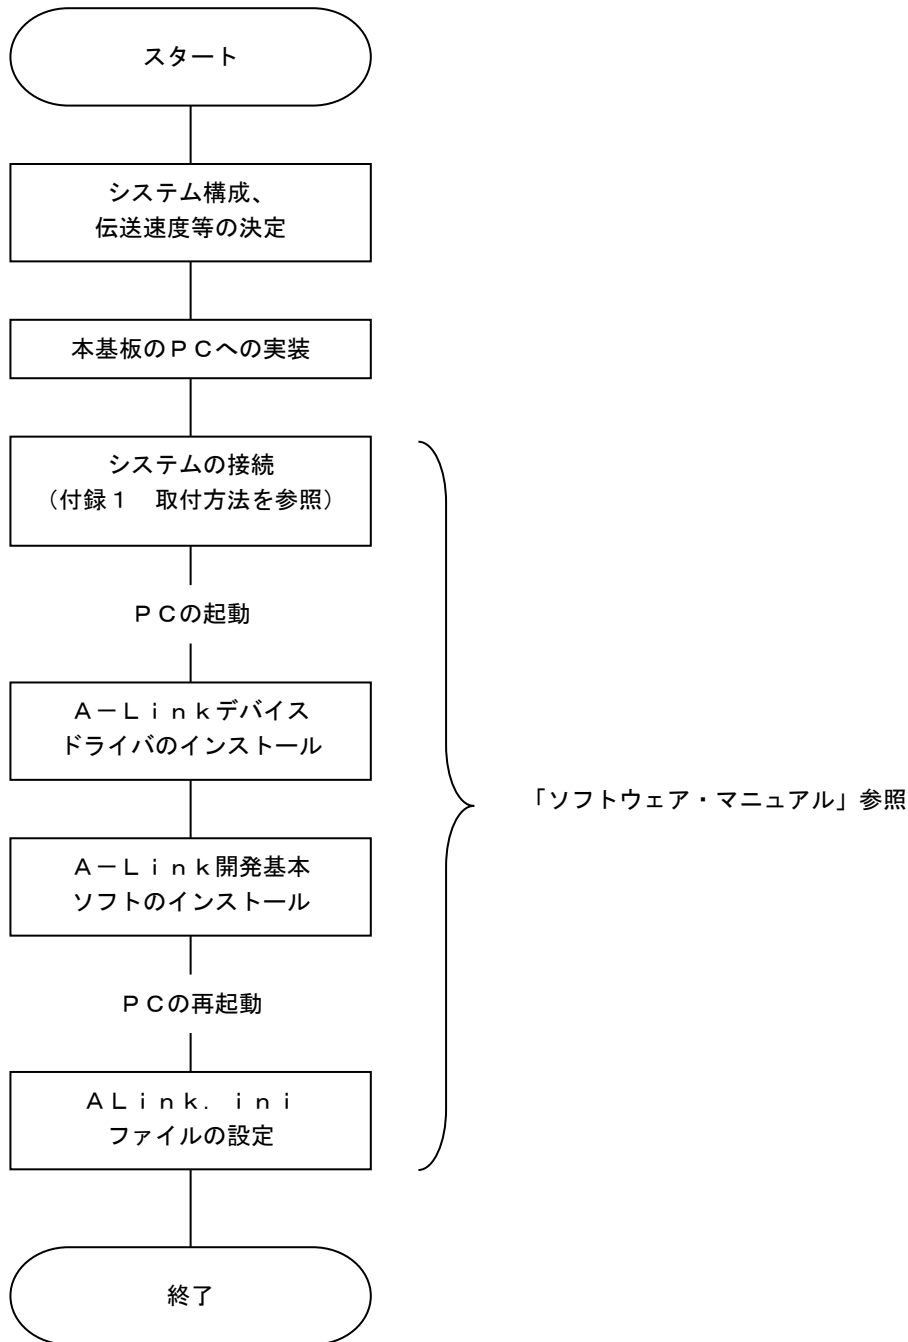 スタート
システム構成、
伝送速度等の決定
本基板のＰＣへの実装
システムの接続
（付録１　取付方法を参照）
ＰＣの起動
Ａ－Ｌｉｎｋデバイス
ドライバのインストール
Ａ－Ｌｉｎｋ開発基本
ソフトのインストール
ＰＣの再起動
ＡＬｉｎｋ．ｉｎｉ
ファイルの設定
終了
「ソフトウェア・マニュアル」参照